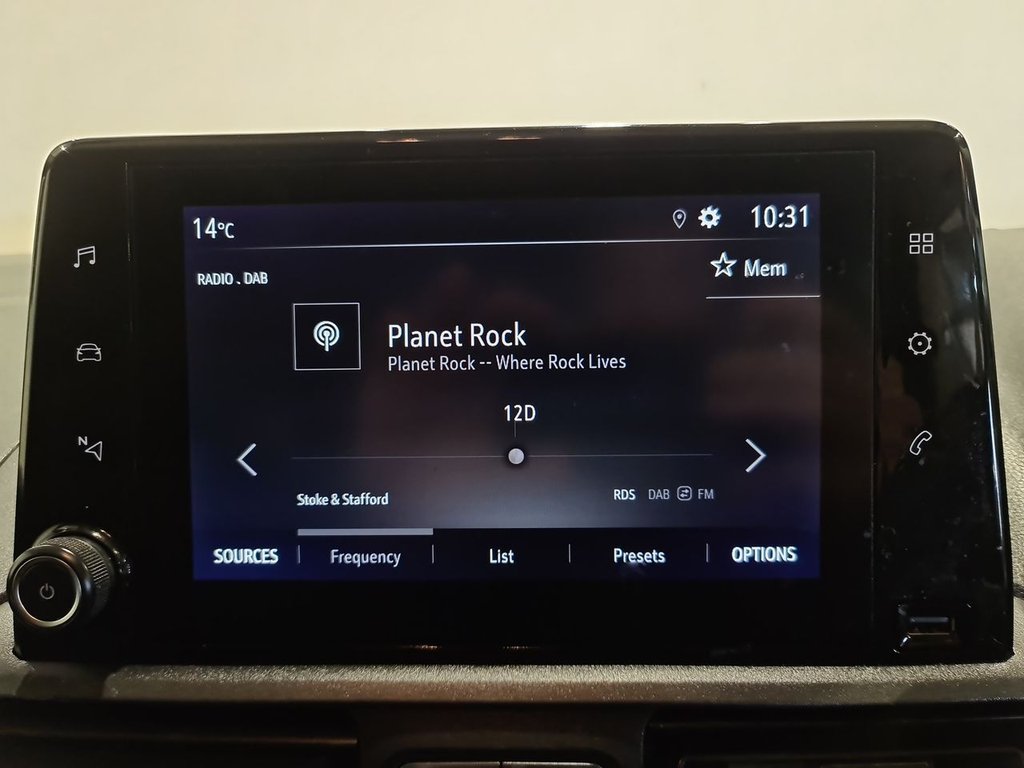 14°C 10:31
RADIO . DAB
Mem
Planet Rock
Planet Rock -- Where Rock Lives
12D
N
Stoke & Stafford
RDS DAB FM
SOURCES Frequency List Presets OPTIONS